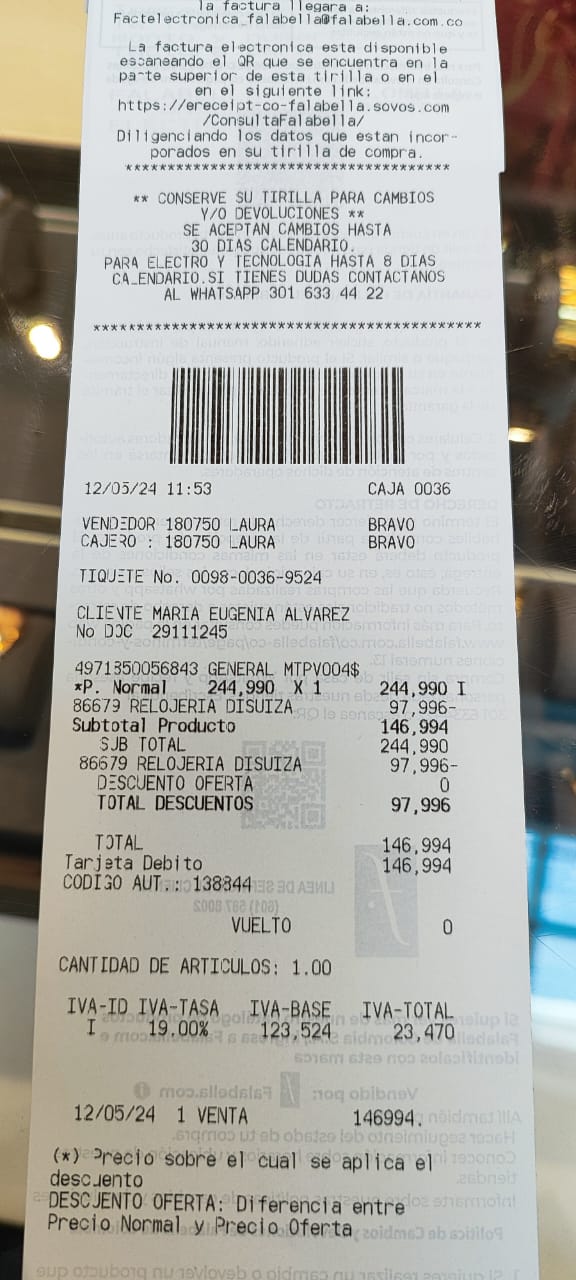 la factura llegara a:
Factelectronica_falabella@falabella.com.co
La factura electronica esta disponible
escaneando el QR que se encuentra en la
parte superior de esta tirilla o en el
en el siguiente link:
https://ereceipt-co-falabella.sovos.com
/ConsultaFalabella/
Diligenciando los datos que estan incor-
porados en su tirilla de compra.
****************************************
** CONSERVE SU TIRILLA PARA CAMBIOS
Y/O DEVOLUCIONES **
SE ACEPTAN CAMBIOS HASTA
30 DIAS CALENDARIO.
PARA ELECTRO Y TECNOLOGIA HASTA 8 DIAS
CALENDARIO.SI TIENES DUDAS CONTACTANOS
AL WHATSAPP 301 633 44 22
************************************************
12/05/24 11:53 CAJA 0036
VENDEDOR 180750 LAURA BRAVO
CAJERO : 180750 LAURA BRAVO
TIQUETE No. 0098-0036-9524
CLIENTE MARIA EUGENIA ALVAREZ
No DOC 29111245
4971350056843 GENERAL MTPV004$
*P. Normal 244,990 X 1 244,990 I
86679 RELOJERIA DISUIZA 97,996-
Subtotal Producto 146,994
SUB TOTAL 244,990
86679 RELOJERIA DISUIZA 97,996-
DESCUENTO OFERTA 0
TOTAL DESCUENTOS 97,996
TOTAL 146,994
Tarjeta Debito 146,994
CODIGO AUT.: 138344
VUELTO 0
CANTIDAD DE ARTICULOS: 1.00
IVA-ID IVA-TASA IVA-BASE IVA-TOTAL
I 19.00% 123,524 23,470
12/05/24 1 VENTA 146994.
(*) Precio sobre el cual se aplica el
descuento
DESCUENTO OFERTA: Diferencia entre
Precio Normal y Precio Oferta